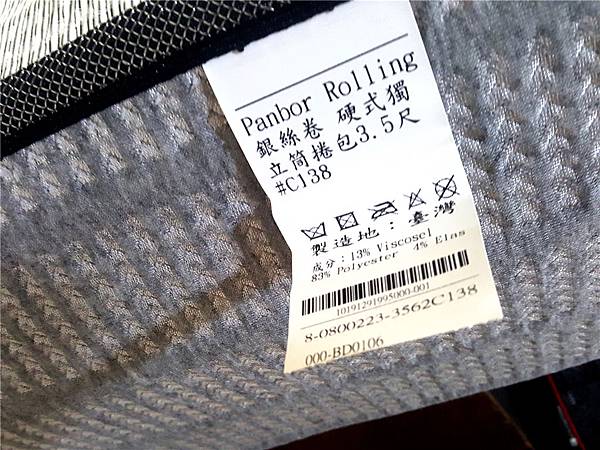 Panbor Rolling
銀絲卷 硬式獨
立筒捲包3.5尺
#C138
製造地：臺灣
成分：13% Viscosel
83% Polyester 4% Elas
10191291995000-001
8-0800223-3562C138
000-BD0106